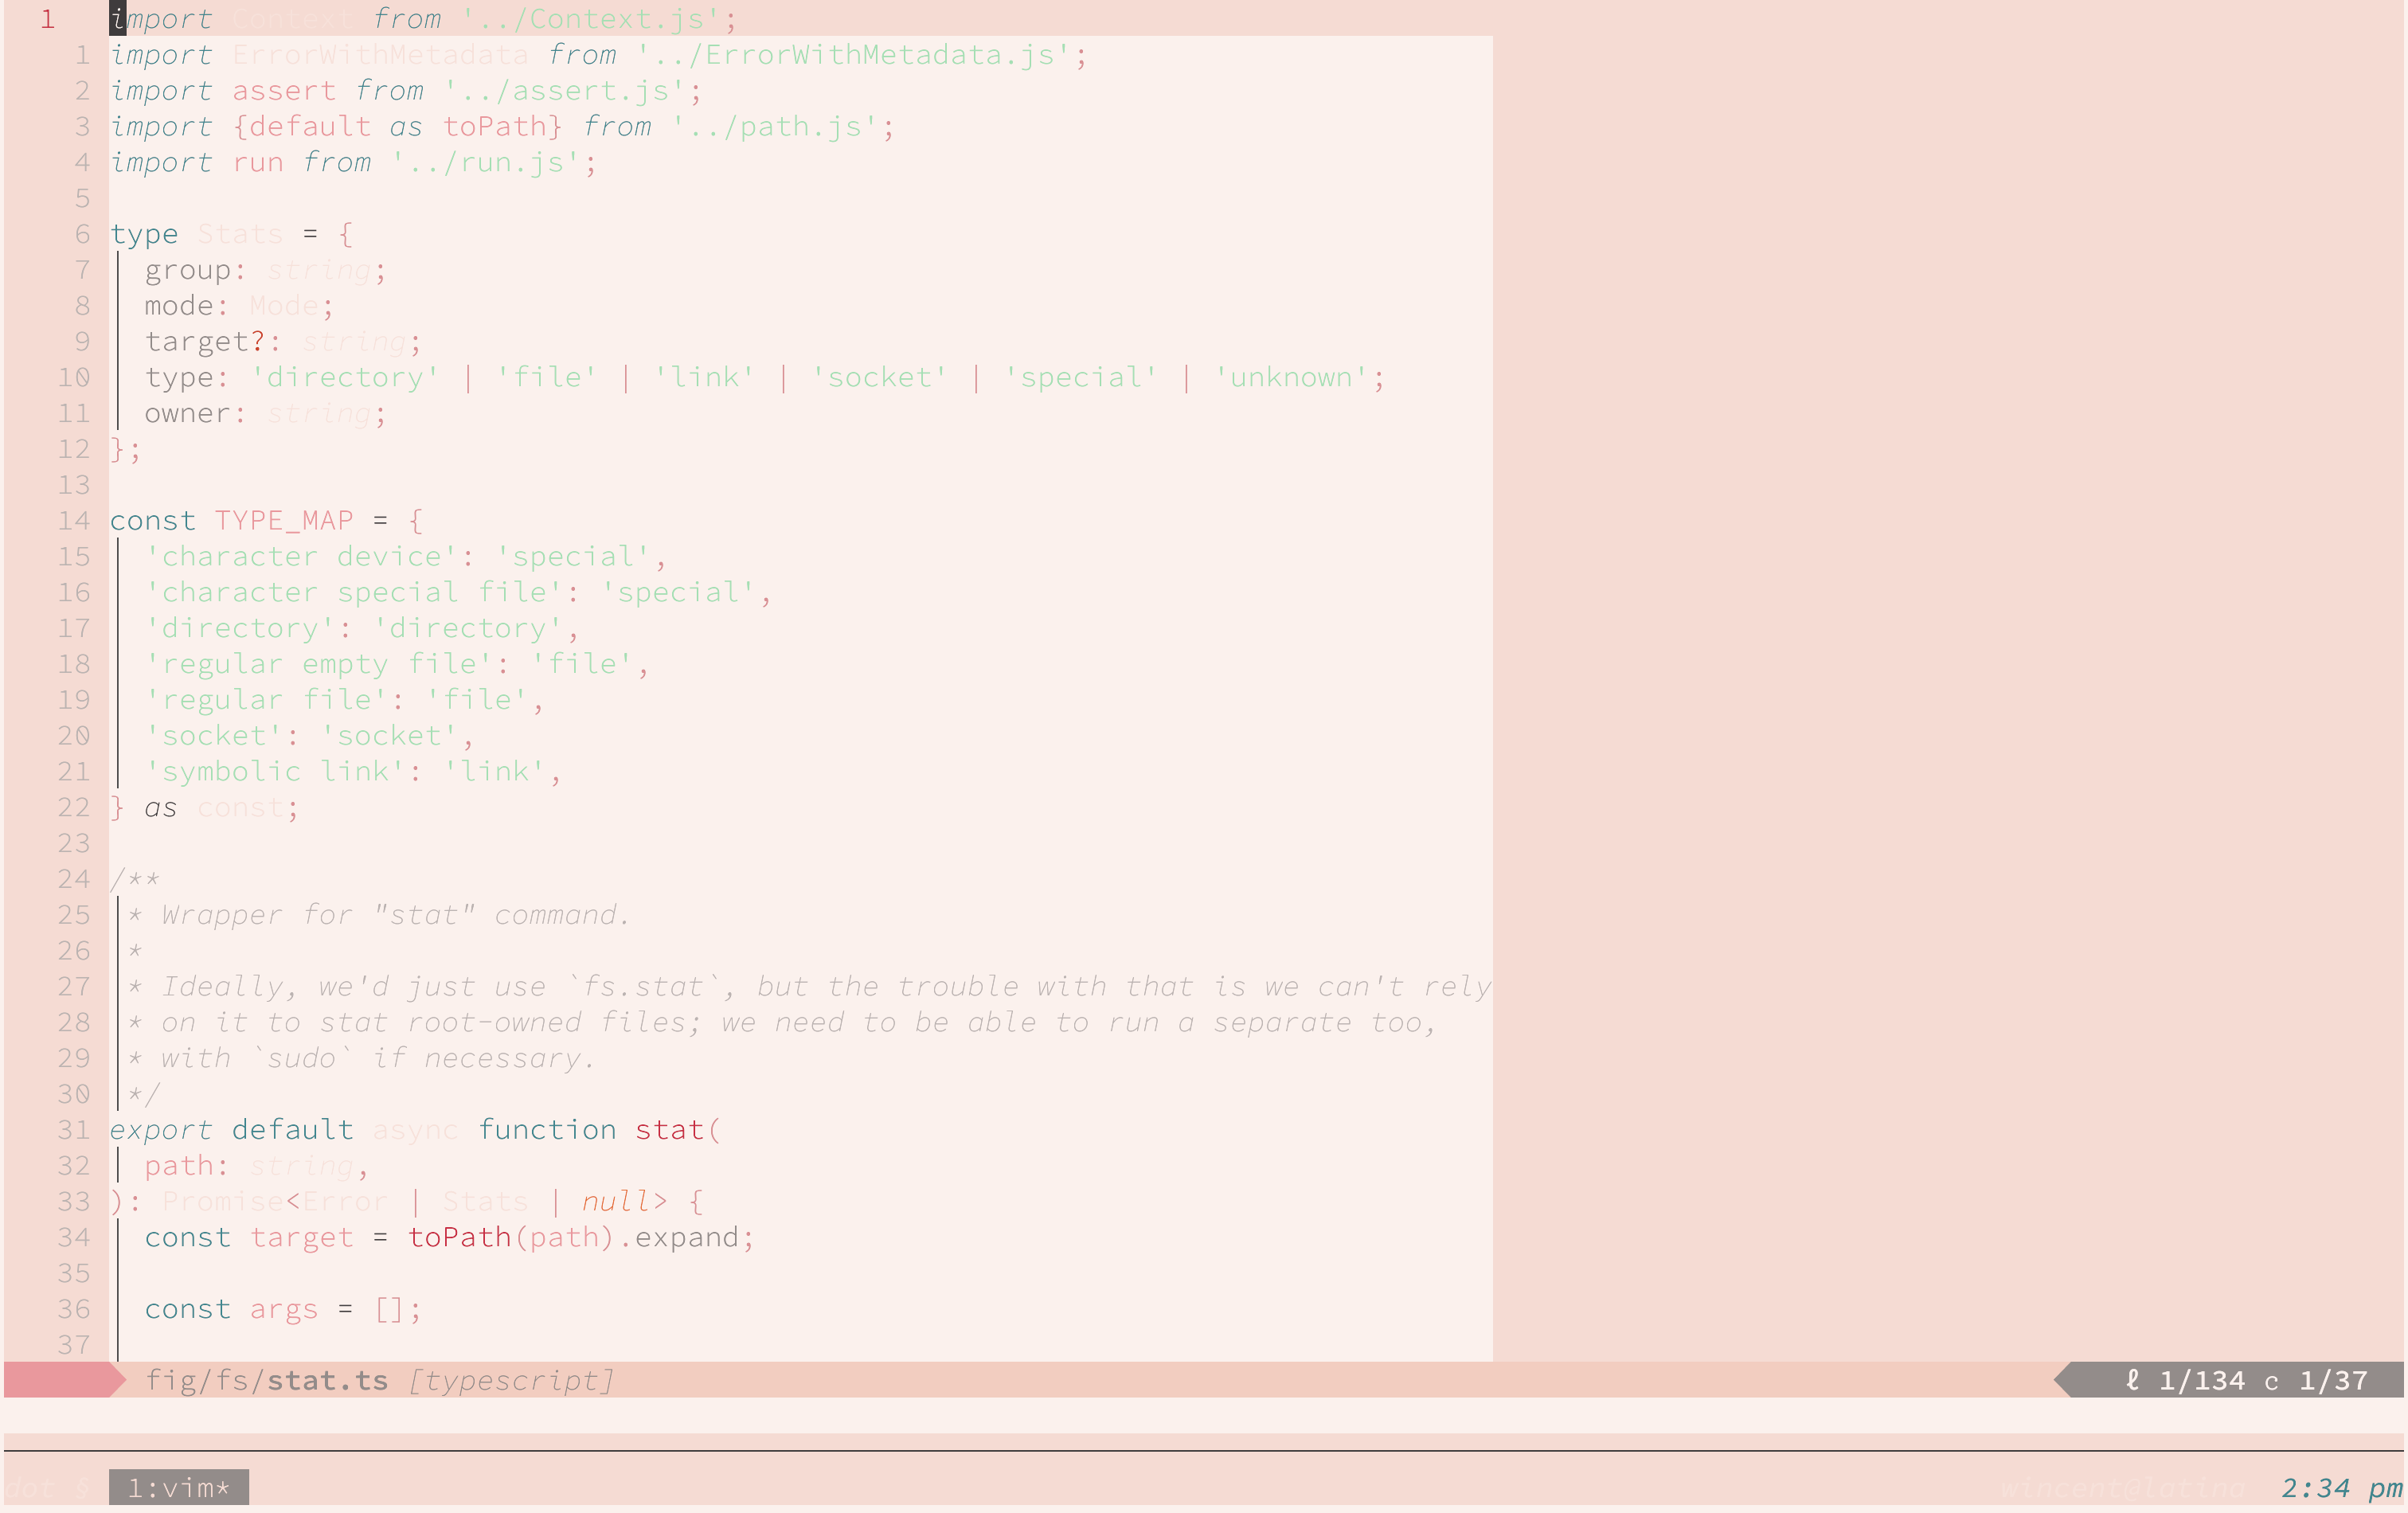 1 import Context from '../Context.js';
1 import ErrorWithMetadata from '../ErrorWithMetadata.js';
2 import assert from '../assert.js';
3 import {default as toPath} from '../path.js';
4 import run from '../run.js';
5
6 type Stats = {
7 group: string;
8 mode: Mode;
9 target?: string;
10 type: 'directory' | 'file' | 'link' | 'socket' | 'special' | 'unknown';
11 owner: string;
12 };
13
14 const TYPE_MAP = {
15 'character device': 'special',
16 'character special file': 'special',
17 'directory': 'directory',
18 'regular empty file': 'file',
19 'regular file': 'file',
20 'socket': 'socket',
21 'symbolic link': 'link',
22 } as const;
23
24 /**
25 * Wrapper for "stat" command.
26 *
27 * Ideally, we'd just use `fs.stat`, but the trouble with that is we can't rely
28 * on it to stat root-owned files; we need to be able to run a separate too,
29 * with `sudo` if necessary.
30 */
31 export default async function stat(
32 path: string,
33 ): Promise<Error | Stats | null> {
34 const target = toPath(path).expand;
35
36 const args = [];
37
fig/fs/stat.ts [typescript] ℓ 1/134 c 1/37
dot § 1:vim* wincent@latino 2:34 pm